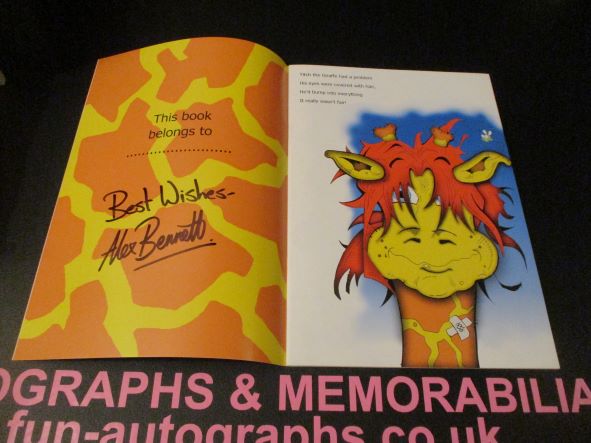 This book
belongs to
Best Wishes-
Alex Bennett.
Titch the Giraffe had a problem
His eyes were covered with hair,
He'd bump into everything
It really wasn't fair!
OGRAPHS & MEMORABILIA
fun-autographs.co.uk